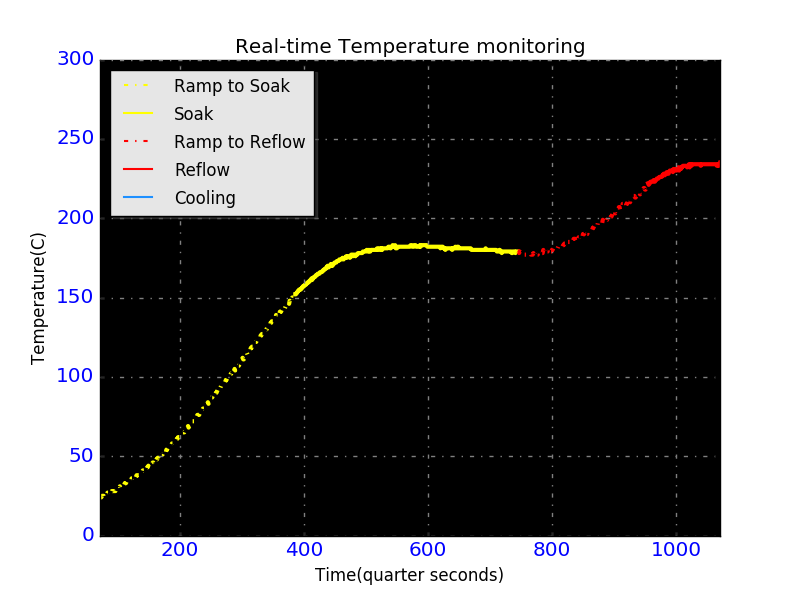 Real-time Temperature monitoring
300
250
200
150
100
50
0
Temperature(C)
Ramp to Soak
Soak
Ramp to Reflow
Reflow
Cooling
200 400 600 800 1000
Time(quarter seconds)